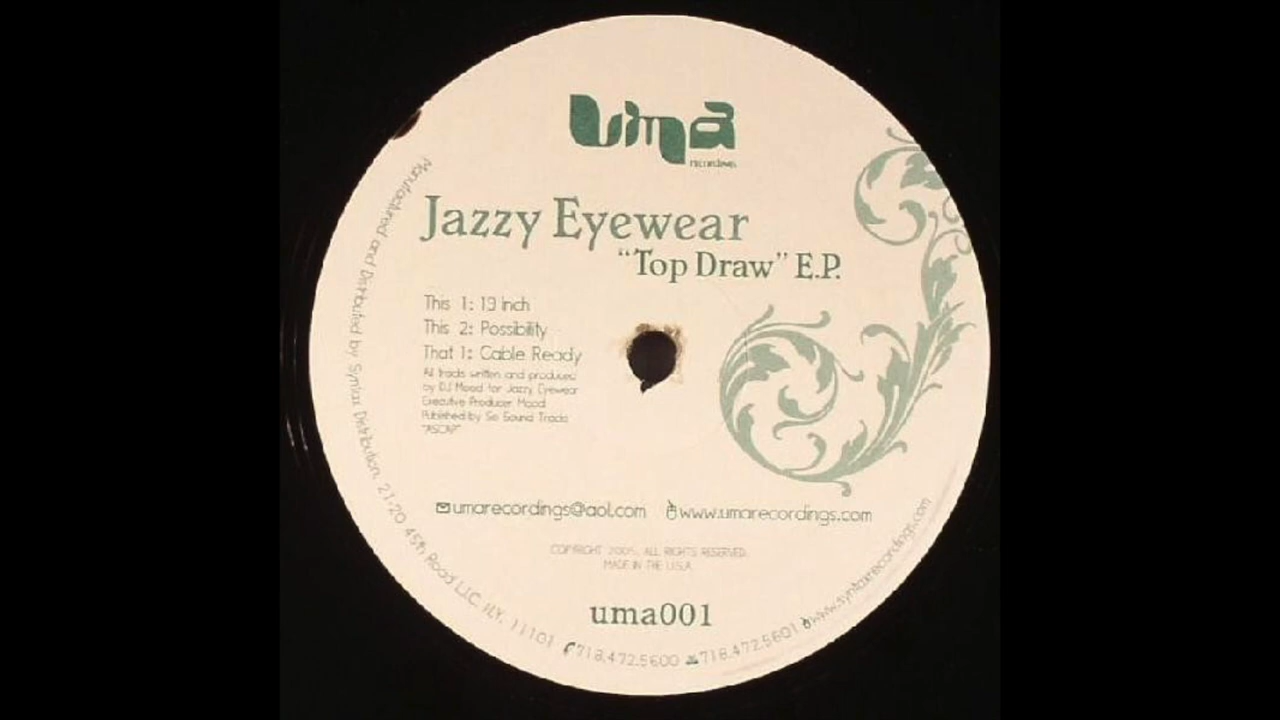 uma
recordings
Jazzy Eyewear
"Top Draw" E.P.
This 1: 13 Inch
This 2: Possibility
That 1: Cable Ready
All tracks written and produced
by DJ Mood for Jazzy Eyewear
Executive Producer Mood
Published by So Sound Tracks
"ASCAP"
umarecordings@aol.com www.umarecordings.com
COPYRIGHT 2005. ALL RIGHTS RESERVED.
MADE IN THE U.S.A.
uma001
Manufactured and Distributed by Syntax Distribution, 21-20 45th Road L.I.C. N.Y. 11101 718.472.5600 718.472.5601 www.syntaxrecordings.com